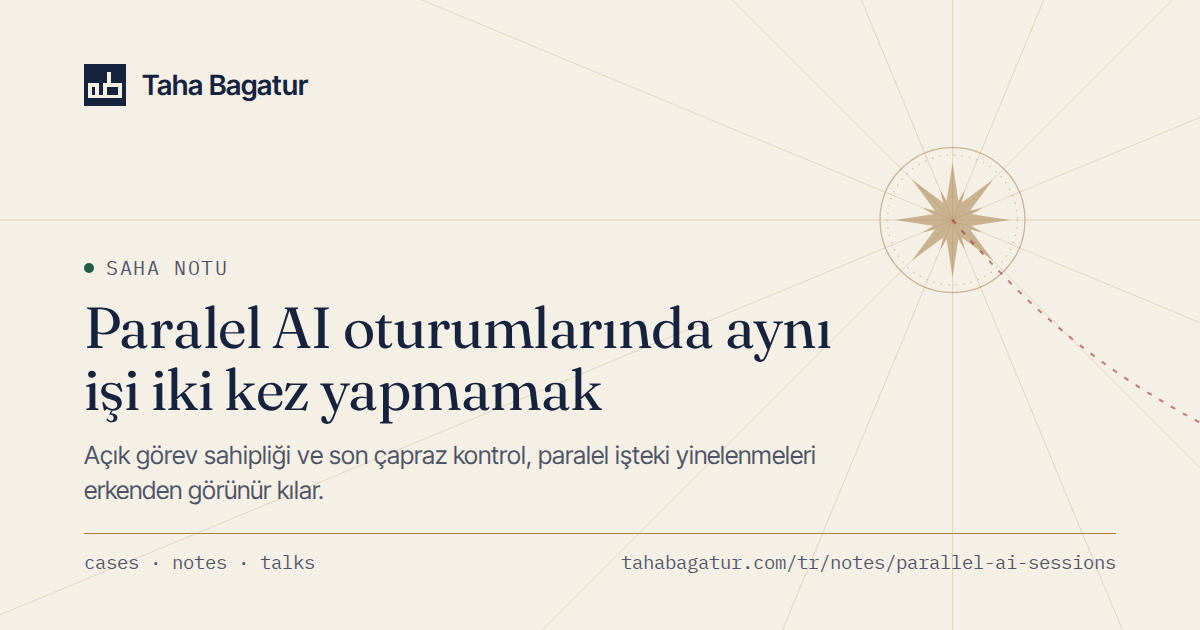 Taha Bagatur
SAHA NOTU
Paralel AI oturumlarında aynı
işi iki kez yapmamak
Açık görev sahipliği ve son çapraz kontrol, paralel işteki yinelenmeleri
erkenden görünür kılar.
cases · notes · talks
tahabagatur.com/tr/notes/parallel-ai-sessions